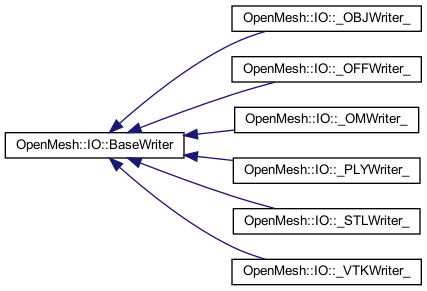 OpenMesh::IO::_OBJWriter_
OpenMesh::IO::_OFFWriter_
OpenMesh::IO::_OMWriter_
OpenMesh::IO::BaseWriter
OpenMesh::IO::_PLYWriter_
OpenMesh::IO::_STLWriter_
OpenMesh::IO::_VTKWriter_